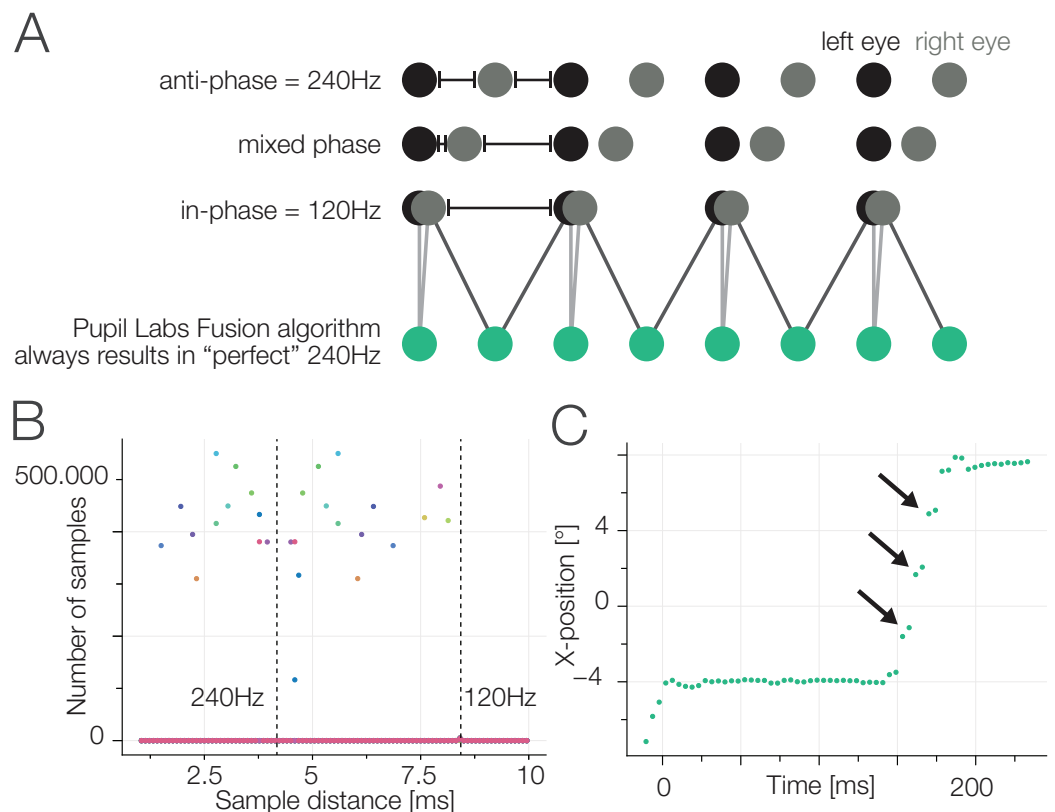 A
left eye right eye
anti-phase = 240Hz
mixed phase
in-phase = 120Hz
Pupil Labs Fusion algorithm
always results in “perfect” 240Hz
B
500.000
0
Number of samples
240Hz
120Hz
2.5 5 7.5 10
Sample distance [ms]
C
4
0
−4
X-position [°]
0 200
Time [ms]